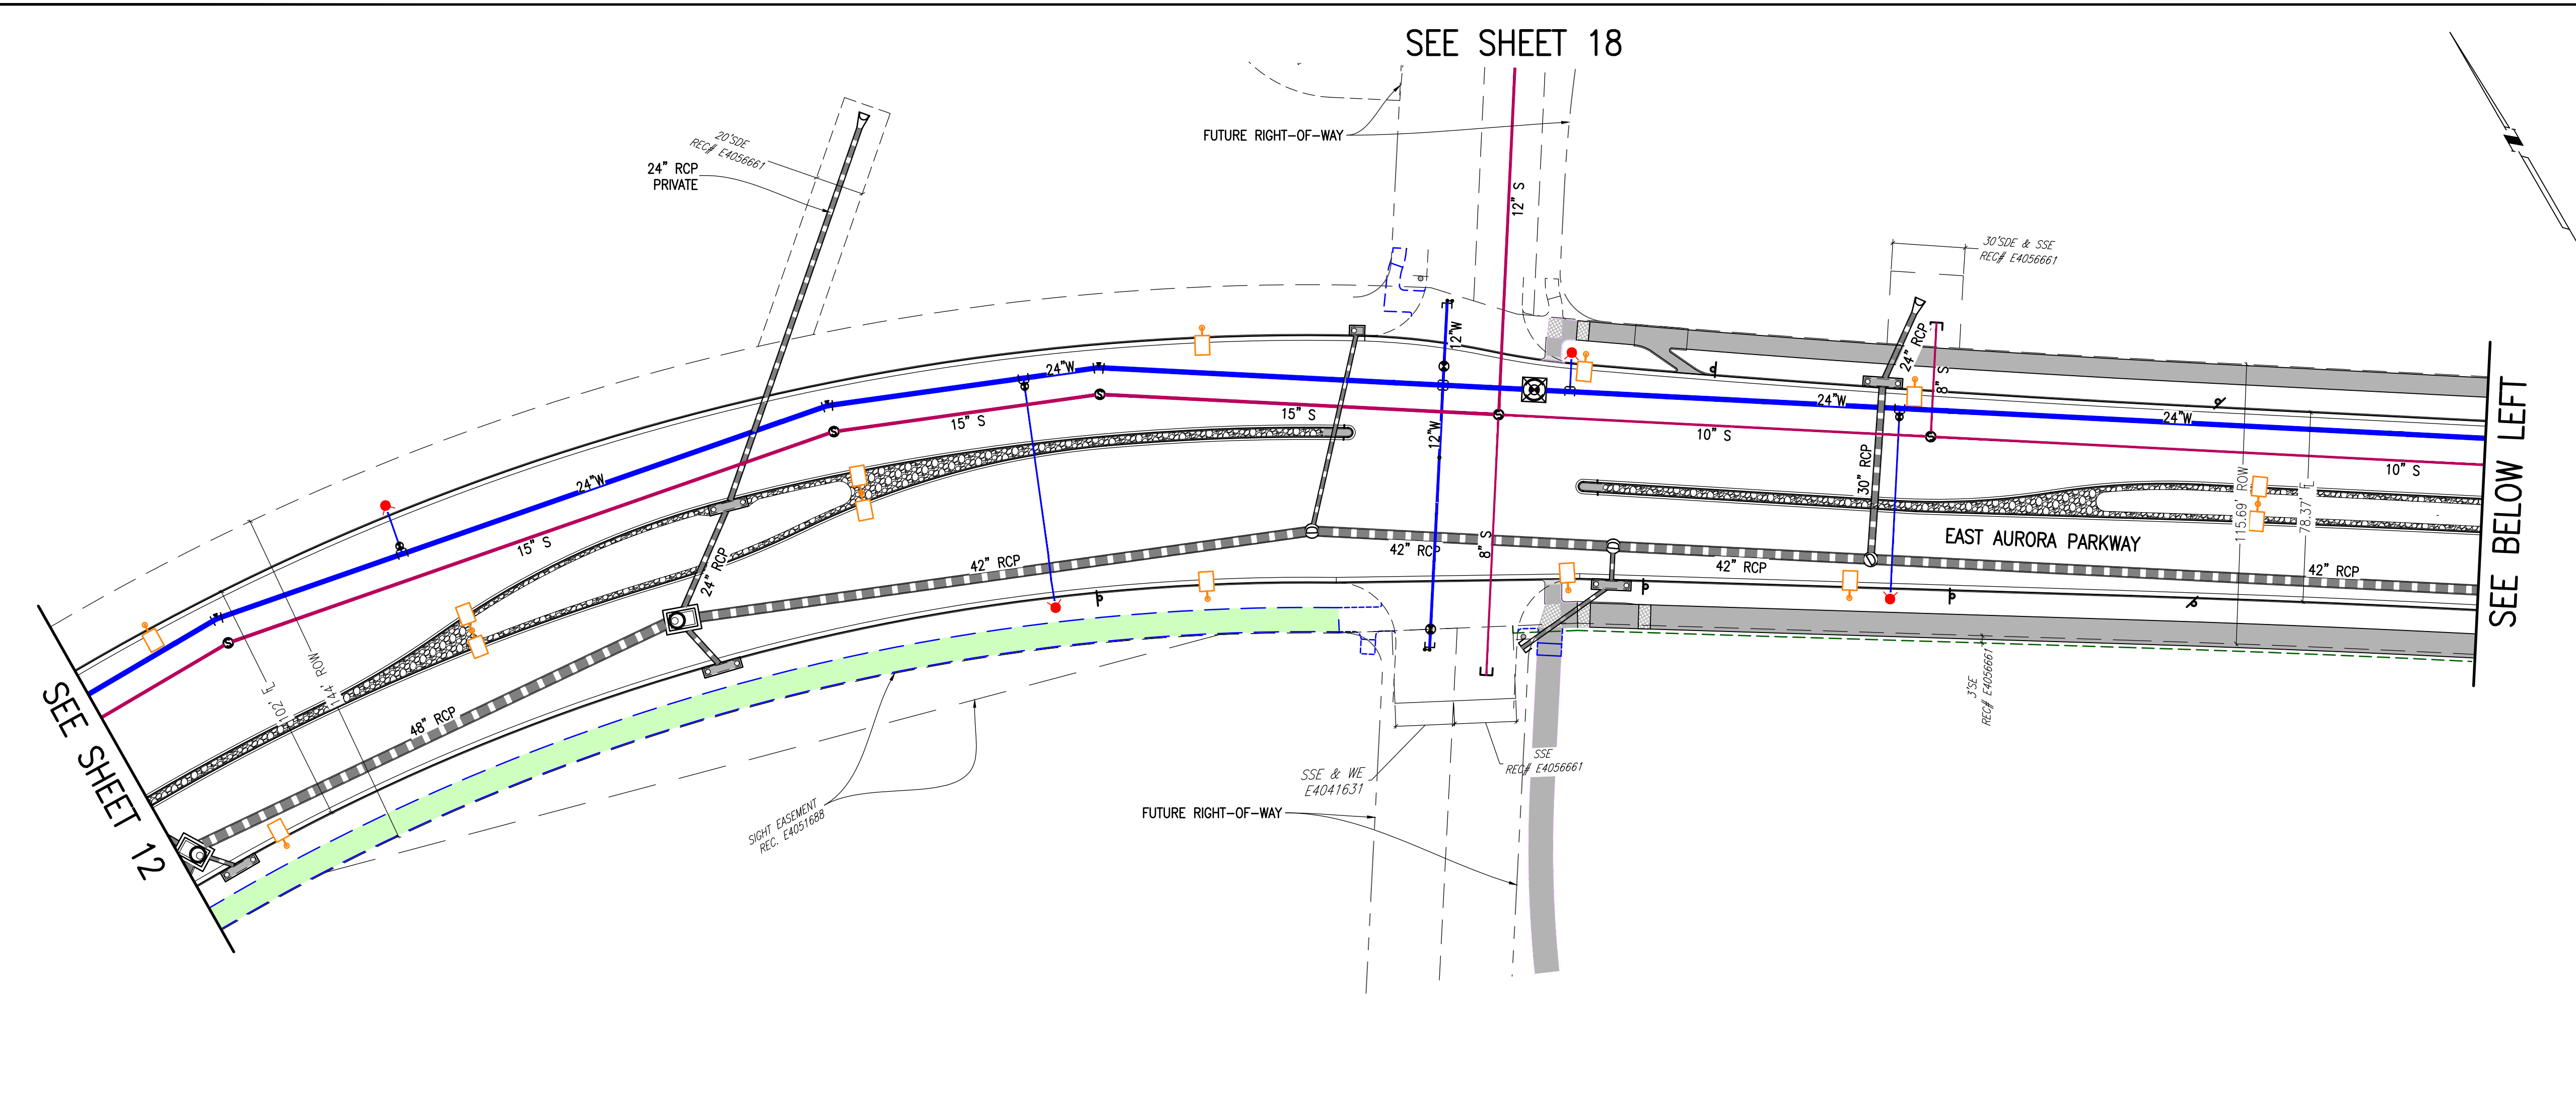 SEE SHEET 18
FUTURE RIGHT-OF-WAY
20'SDE
REC# E4056661
24" RCP
PRIVATE
12" S
30'SDE & SSE
REC# E4056661
12"W
24" RCP
8" S
24"W
24"W
24"W
24"W
15" S
15" S
15" S
12"W
10" S
10" S
30" RCP
115.69' ROW
78.37' FL
EAST AURORA PARKWAY
SEE BELOW LEFT
24" RCP
42" RCP
42" RCP
8" S
42" RCP
42" RCP
144' ROW
102' FL
48" RCP
SEE SHEET 12
3'SE
REC# E4056661
SSE & WE
E4041631
SSE
REC# E4056661
SIGHT EASEMENT
REC. E4051688
FUTURE RIGHT-OF-WAY